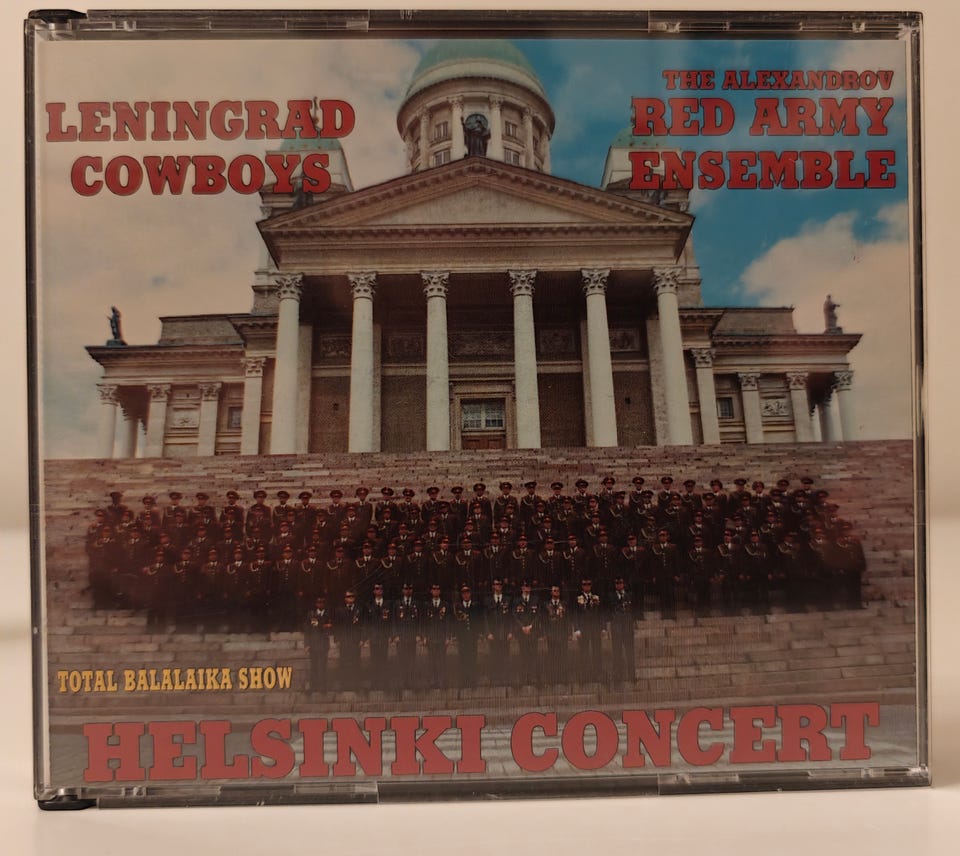 LENINGRAD
COWBOYS
THE ALEXANDROV
RED ARMY
ENSEMBLE
TOTAL BALALAIKA SHOW
HELSINKI CONCERT